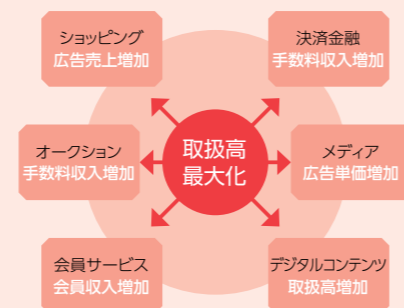 ショッピング
広告売上増加
決済金融
手数料収入増加
オークション
手数料収入増加
取扱高
最大化
メディア
広告単価増加
会員サービス
会員収入増加
デジタルコンテンツ
取扱高増加